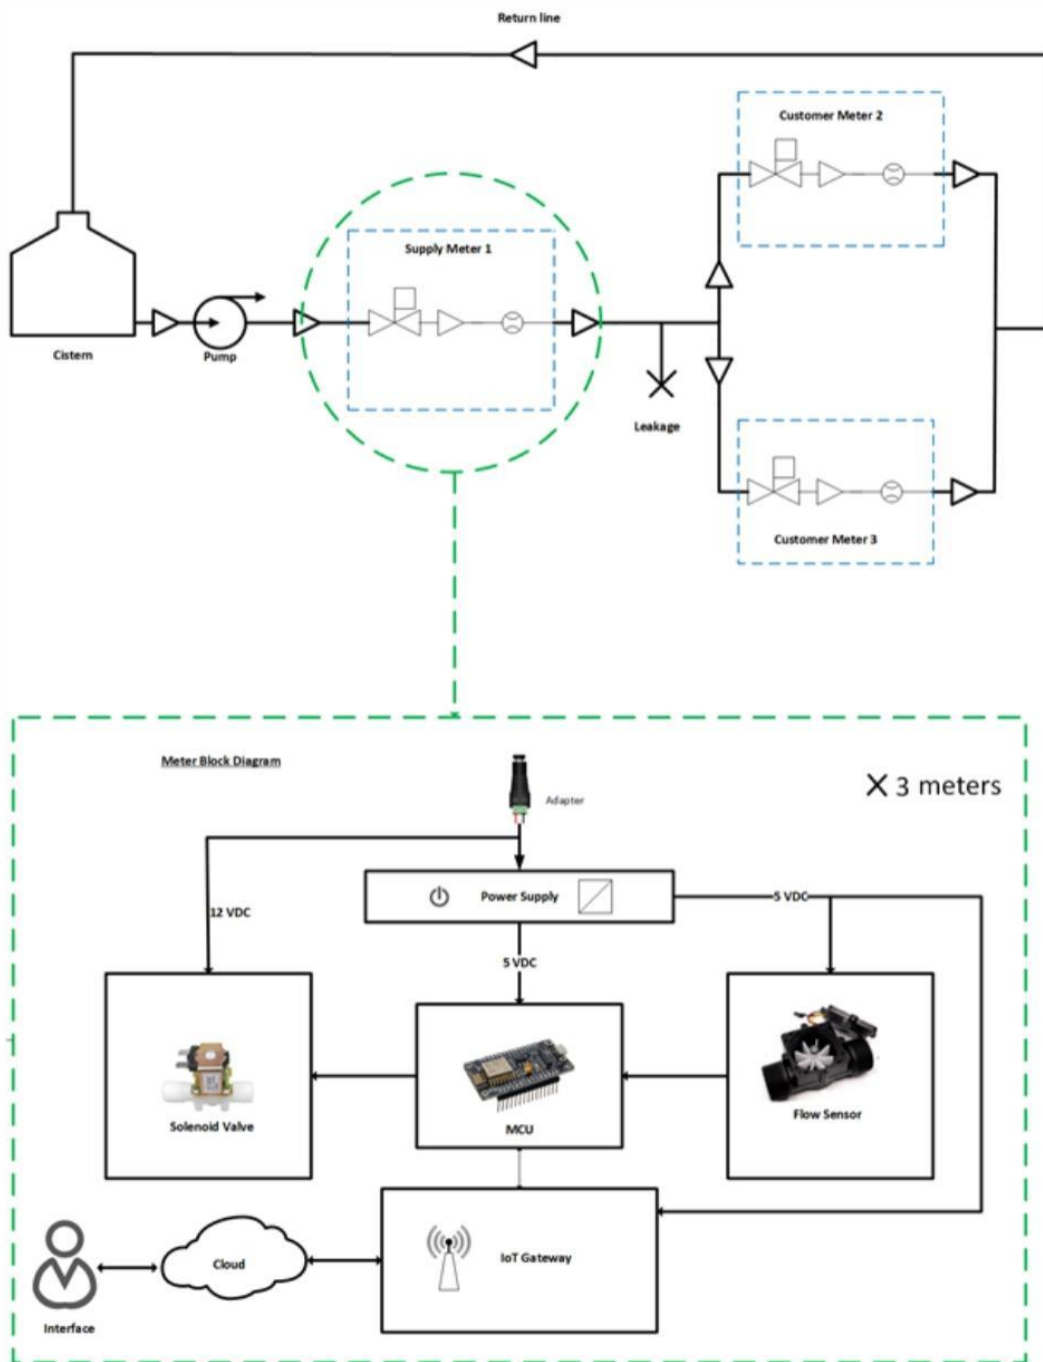 Return line
Customer Meter 2
Supply Meter 1
Cistern
Pump
Leakage
Customer Meter 3
Meter Block Diagram
Adapter
X 3 meters
Power Supply
5 VDC
12 VDC
5 VDC
Solenoid Valve
MCU
Flow Sensor
Cloud
IoT Gateway
Interface